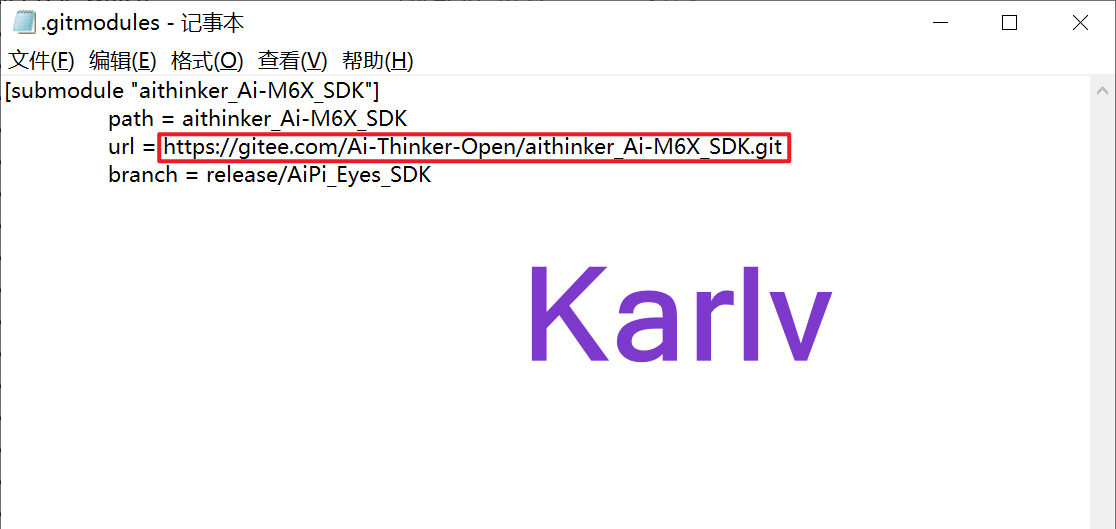 .gitmodules - 记事本
文件(F) 编辑(E) 格式(O) 查看(V) 帮助(H)
[submodule "aithinker_Ai-M6X_SDK"]
path = aithinker_Ai-M6X_SDK
url = https://gitee.com/Ai-Thinker-Open/aithinker_Ai-M6X_SDK.git
branch = release/AiPi_Eyes_SDK
Karlv